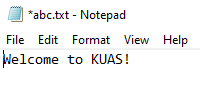 *abc.txt - Notepad
File Edit Format View Help
Welcome to KUAS!